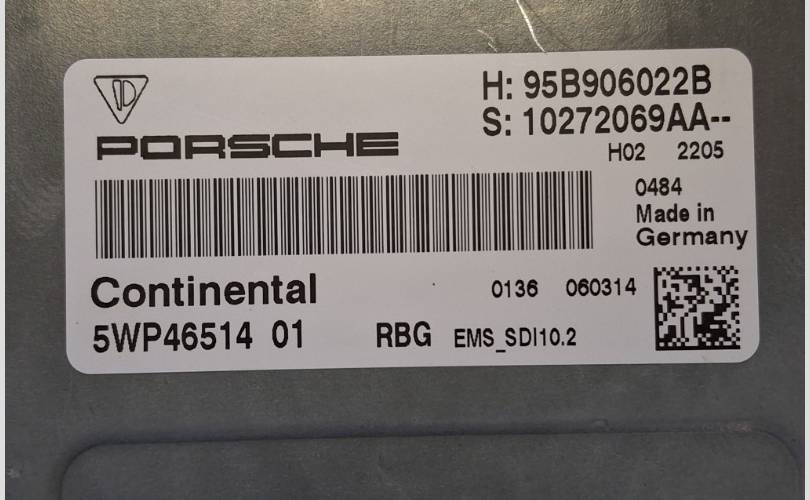 H: 95B906022B
S: 10272069AA--
PORSCHE
H02 2205
0484
Made in
Germany
Continental
0136 060314
5WP46514 01 RBG EMS_SDI10.2